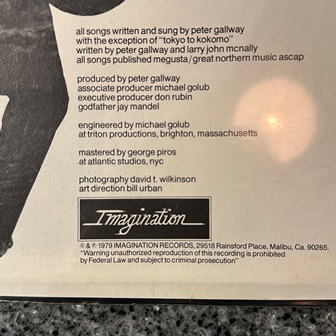 all songs written and sung by peter gallway
with the exception of "tokyo to kokomo"
written by peter gallway and larry john mcnally
all songs published megusta/great northern music ascap
produced by peter gallway
associate producer michael golub
executive producer don rubin
godfather jay mandel
engineered by michael golub
at triton productions, brighton, massachusetts
mastered by george piros
at atlantic studios, nyc
photography david t. wilkinson
art direction bill urban
Imagination
© & ℗ 1979 IMAGINATION RECORDS, 29518 Rainsford Place, Malibu, Ca. 90265.
"Warning unauthorized reproduction of this recording is prohibited
by Federal Law and subject to criminal prosecution"